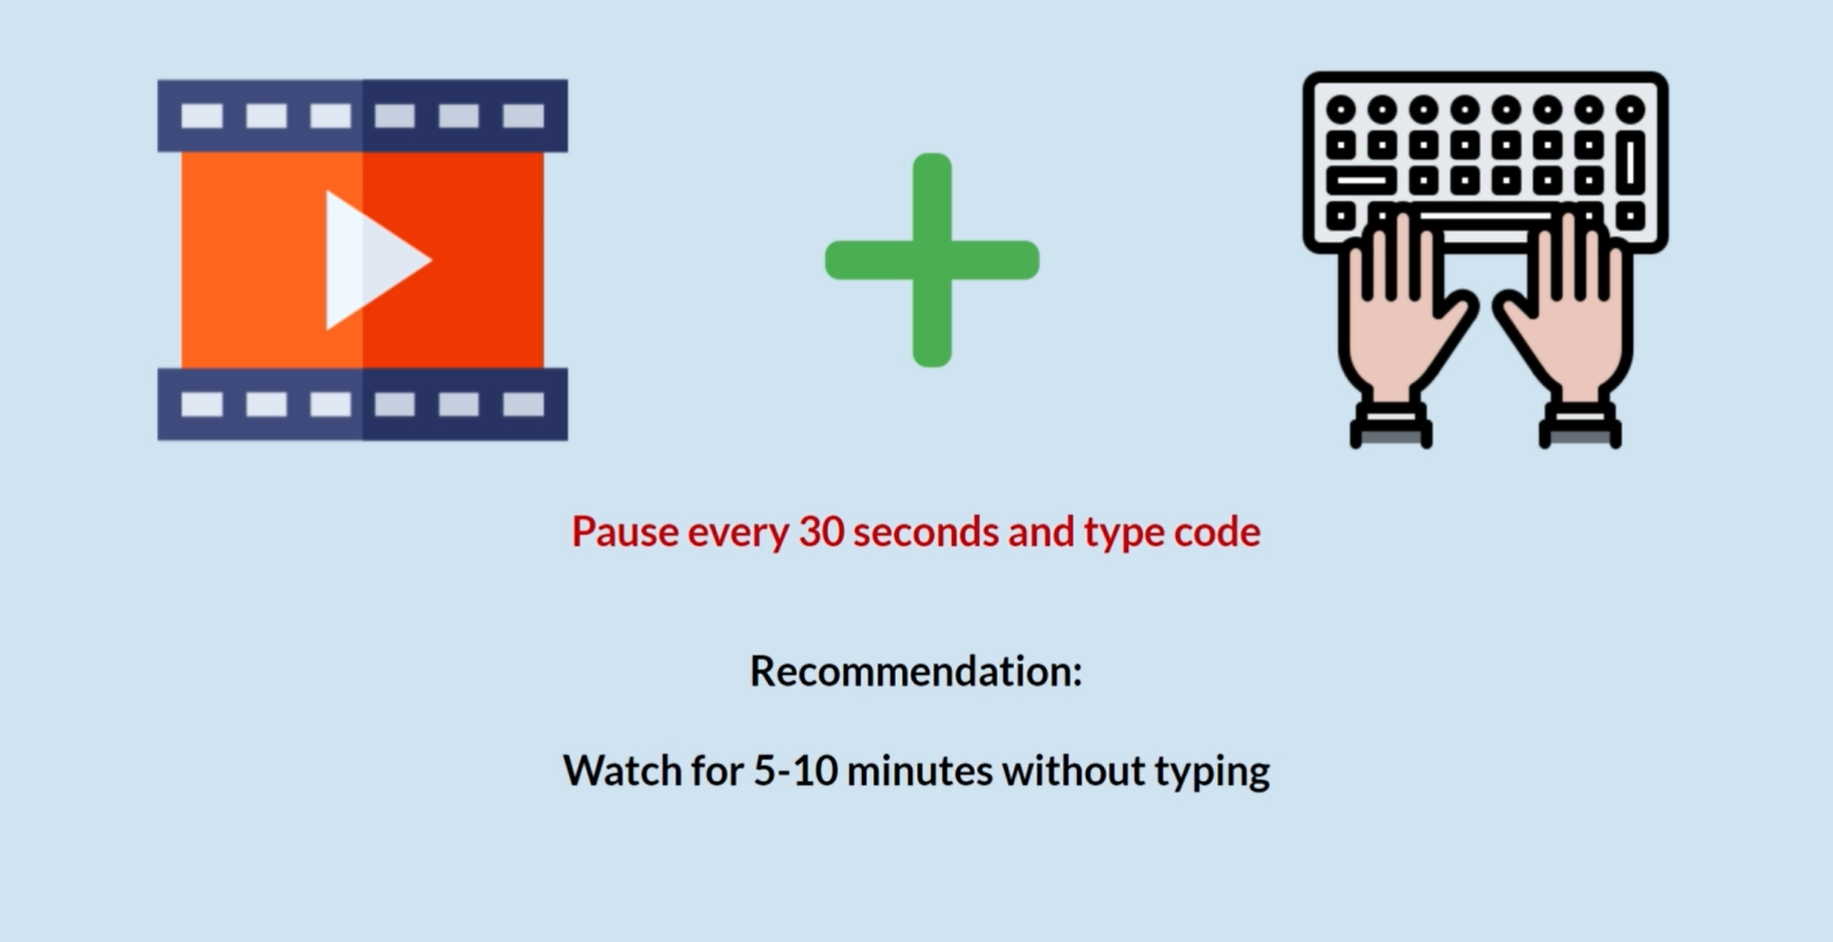 Pause every 30 seconds and type code
Recommendation:
Watch for 5-10 minutes without typing